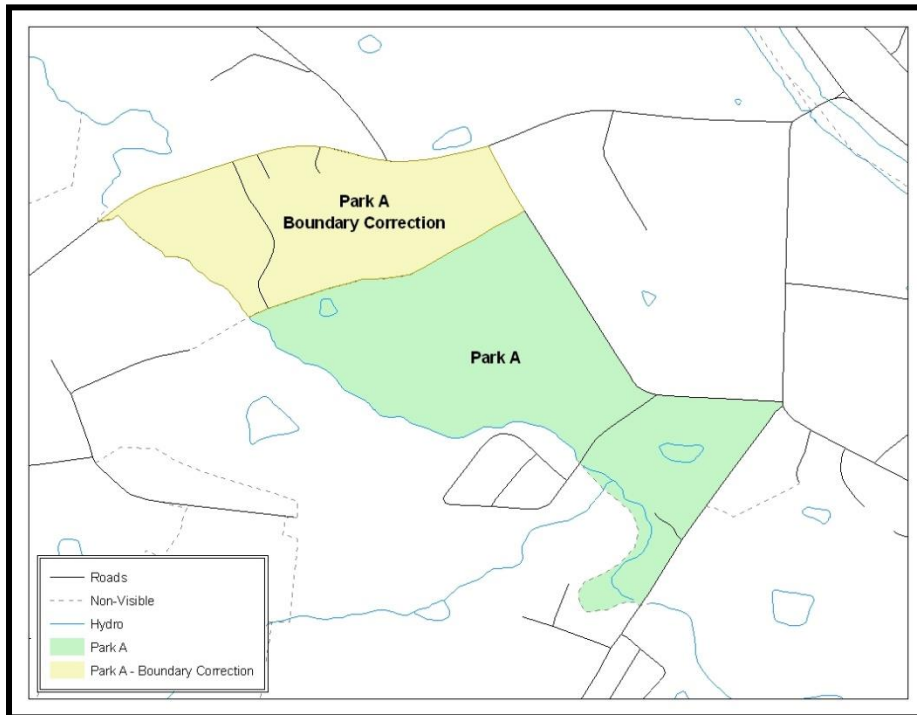 Park A
Boundary Correction
Park A
Roads
Non-Visible
Hydro
Park A
Park A - Boundary Correction